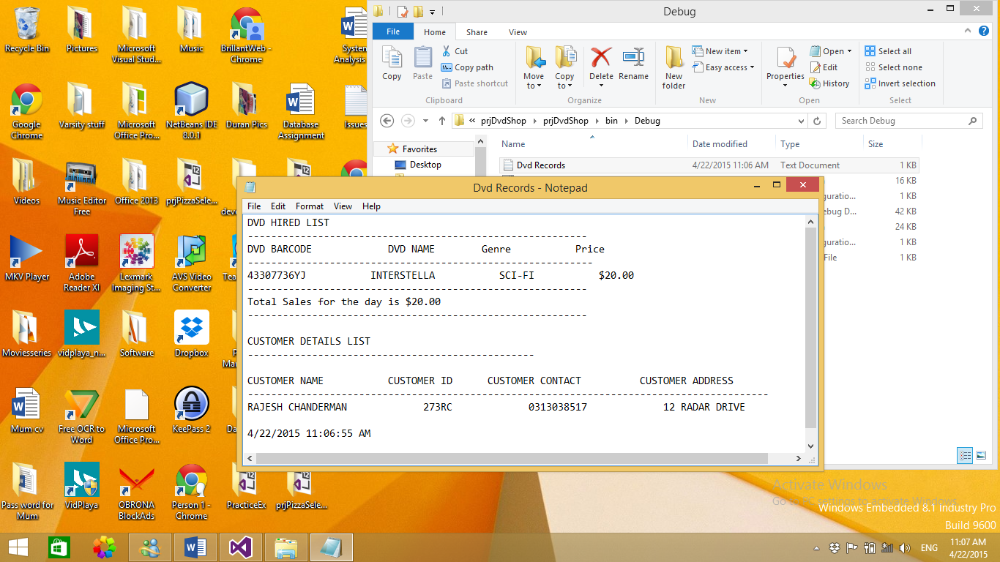 Recycle Bin
Pictures
Microsoft
Visual Stud...
Music
BrillantWeb -
Chrome
System
Analysis
Google
Chrome
Varsity stuff
Microsoft
Office Pro...
NetBeans IDE
8.0.1
Duran Pics
Database
Assignment
Issues
Videos
Music Editor
Free
Office 2013
prjPizzaSele...
MKV Player
Adobe
Reader XI
Lexmark
Imaging St...
AVS Video
Converter
Moviesseries
vidplaya_n...
Software
Dropbox
Mum cv
Free OCR to
Word
Microsoft
Office Pro...
KeePass 2
Pass word for
Mum
VidPlaya
OBRONA
BlockAds
Person 1 -
Chrome
PracticeEx
prjPizzaSele...
Debug
File Home Share View
Copy
Paste
Cut
Copy path
Paste shortcut
Clipboard
Move
to
Copy
to
Delete
Rename
Organize
New
folder
New item
Easy access
New
Properties
Open
Edit
History
Open
Select all
Select none
Invert selection
Select
« prjDvdShop prjDvdShop bin Debug
Search Debug
Favorites
Desktop
Name Date modified Type Size
Dvd Records 4/22/2015 11:06 AM Text Document 1 KB
16 KB
guratio... 1 KB
ebug D... 42 KB
24 KB
guratio... 1 KB
File 1 KB
Dvd Records - Notepad
File Edit Format View Help
DVD HIRED LIST
----------------------------------------------------------
DVD BARCODE DVD NAME Genre Price
----------------------------------------------------------
43307736YJ INTERSTELLA SCI-FI $20.00
----------------------------------------------------------
Total Sales for the day is $20.00
----------------------------------------------------------
CUSTOMER DETAILS LIST
-------------------------------------------------
CUSTOMER NAME CUSTOMER ID CUSTOMER CONTACT CUSTOMER ADDRESS
-----------------------------------------------------------------------------------------
RAJESH CHANDERMAN 273RC 0313038517 12 RADAR DRIVE
4/22/2015 11:06:55 AM
Activate Windows
Go to PC settings to activate Windows.
Windows Embedded 8.1 Industry Pro
Build 9600
ENG
11:07 AM
4/22/2015